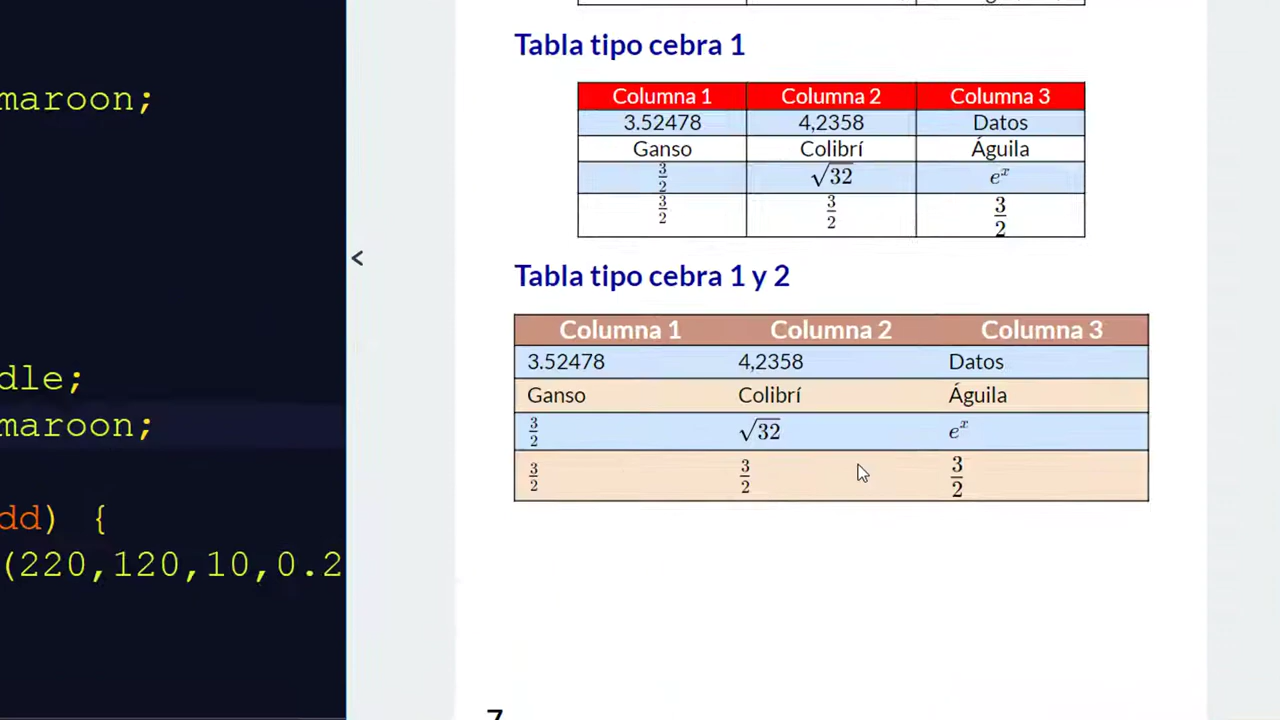 maroon;
dle;
maroon;
dd) {
(220,120,10,0.2
<
Tabla tipo cebra 1
Columna 1 Columna 2 Columna 3
3.52478 4,2358 Datos
Ganso Colibrí Águila
3/2 √32 eˣ
3/2 3/2 3/2
Tabla tipo cebra 1 y 2
Columna 1 Columna 2 Columna 3
3.52478 4,2358 Datos
Ganso Colibrí Águila
3/2 √32 eˣ
3/2 3/2 3/2